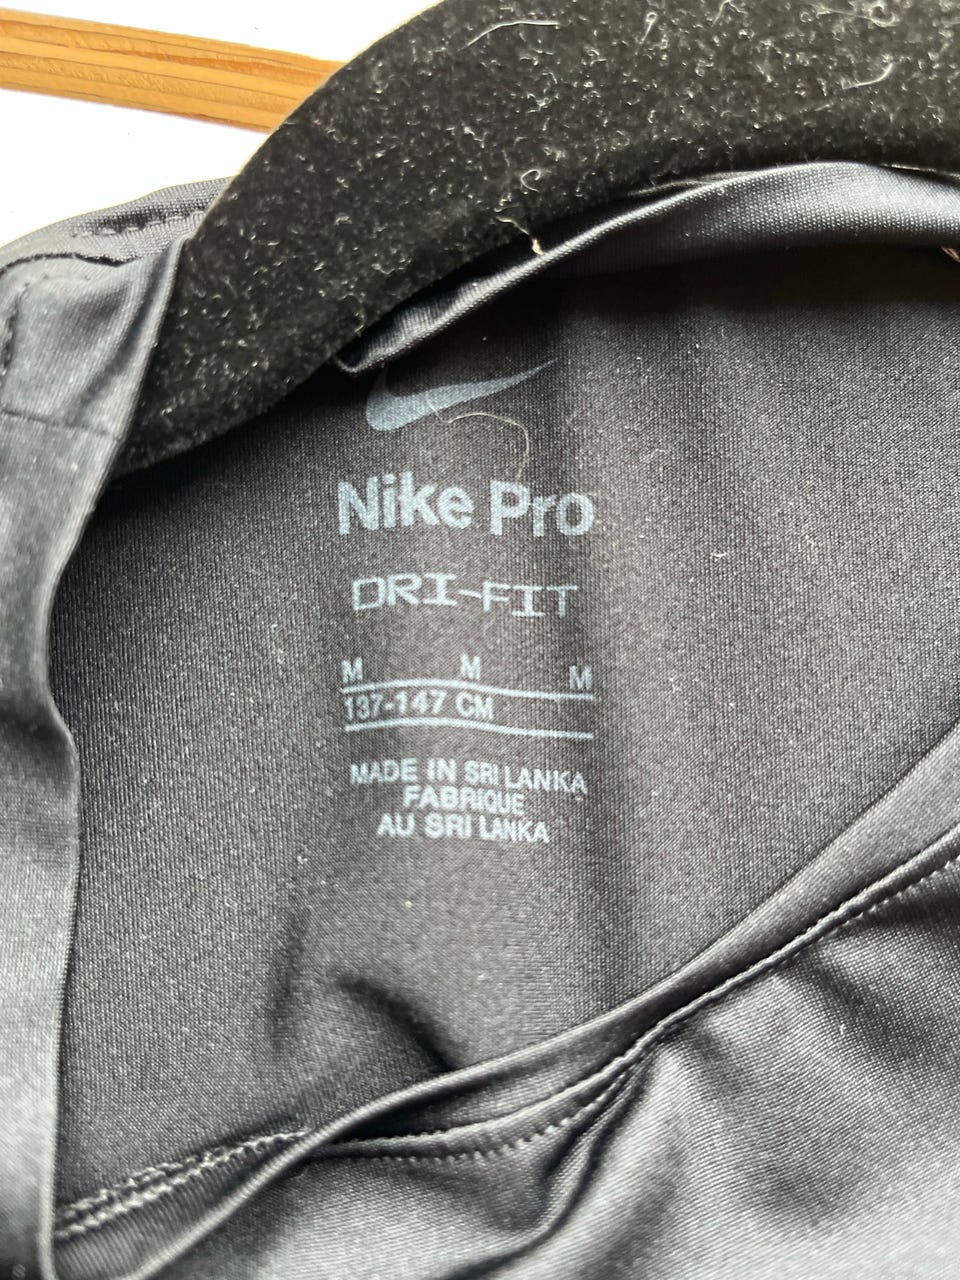 Nike Pro
DRI-FIT
M M M
137-147 CM
MADE IN SRI LANKA
FABRIQUE
AU SRI LANKA